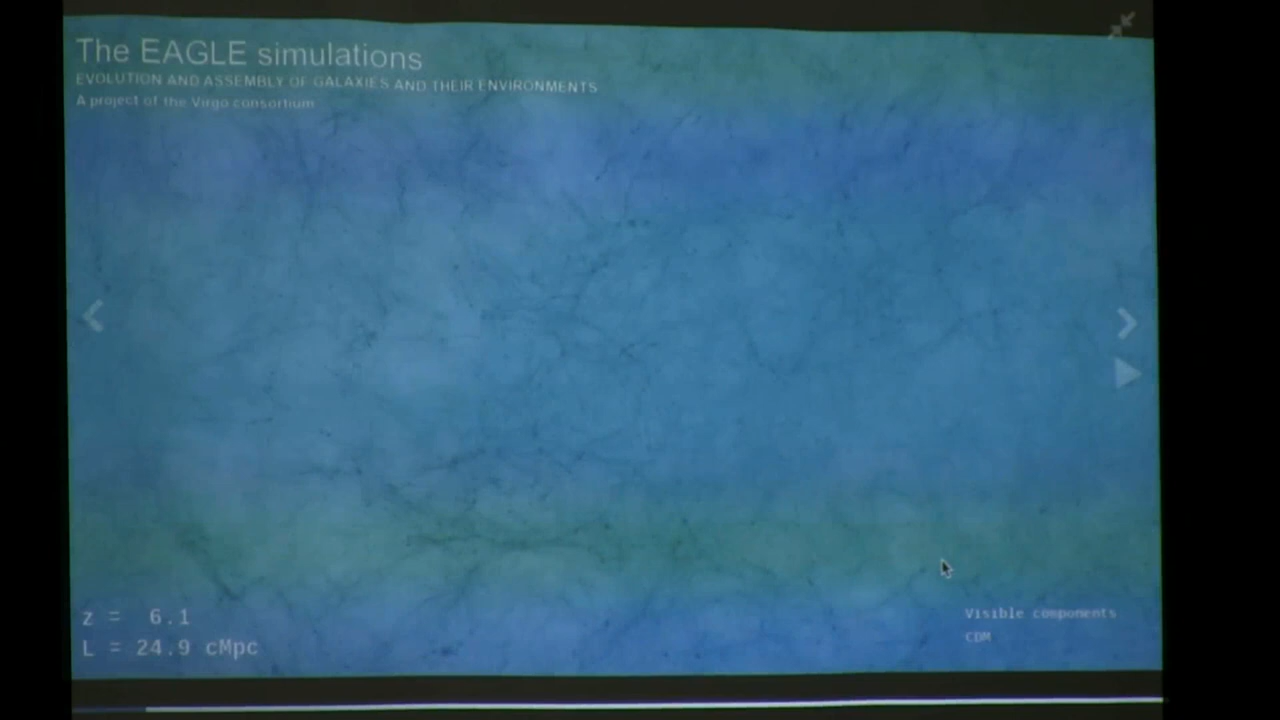 The EAGLE simulations
EVOLUTION AND ASSEMBLY OF GALAXIES AND THEIR ENVIRONMENTS
A project of the Virgo consortium
z = 6.1
L = 24.9 cMpc
Visible components
CDM